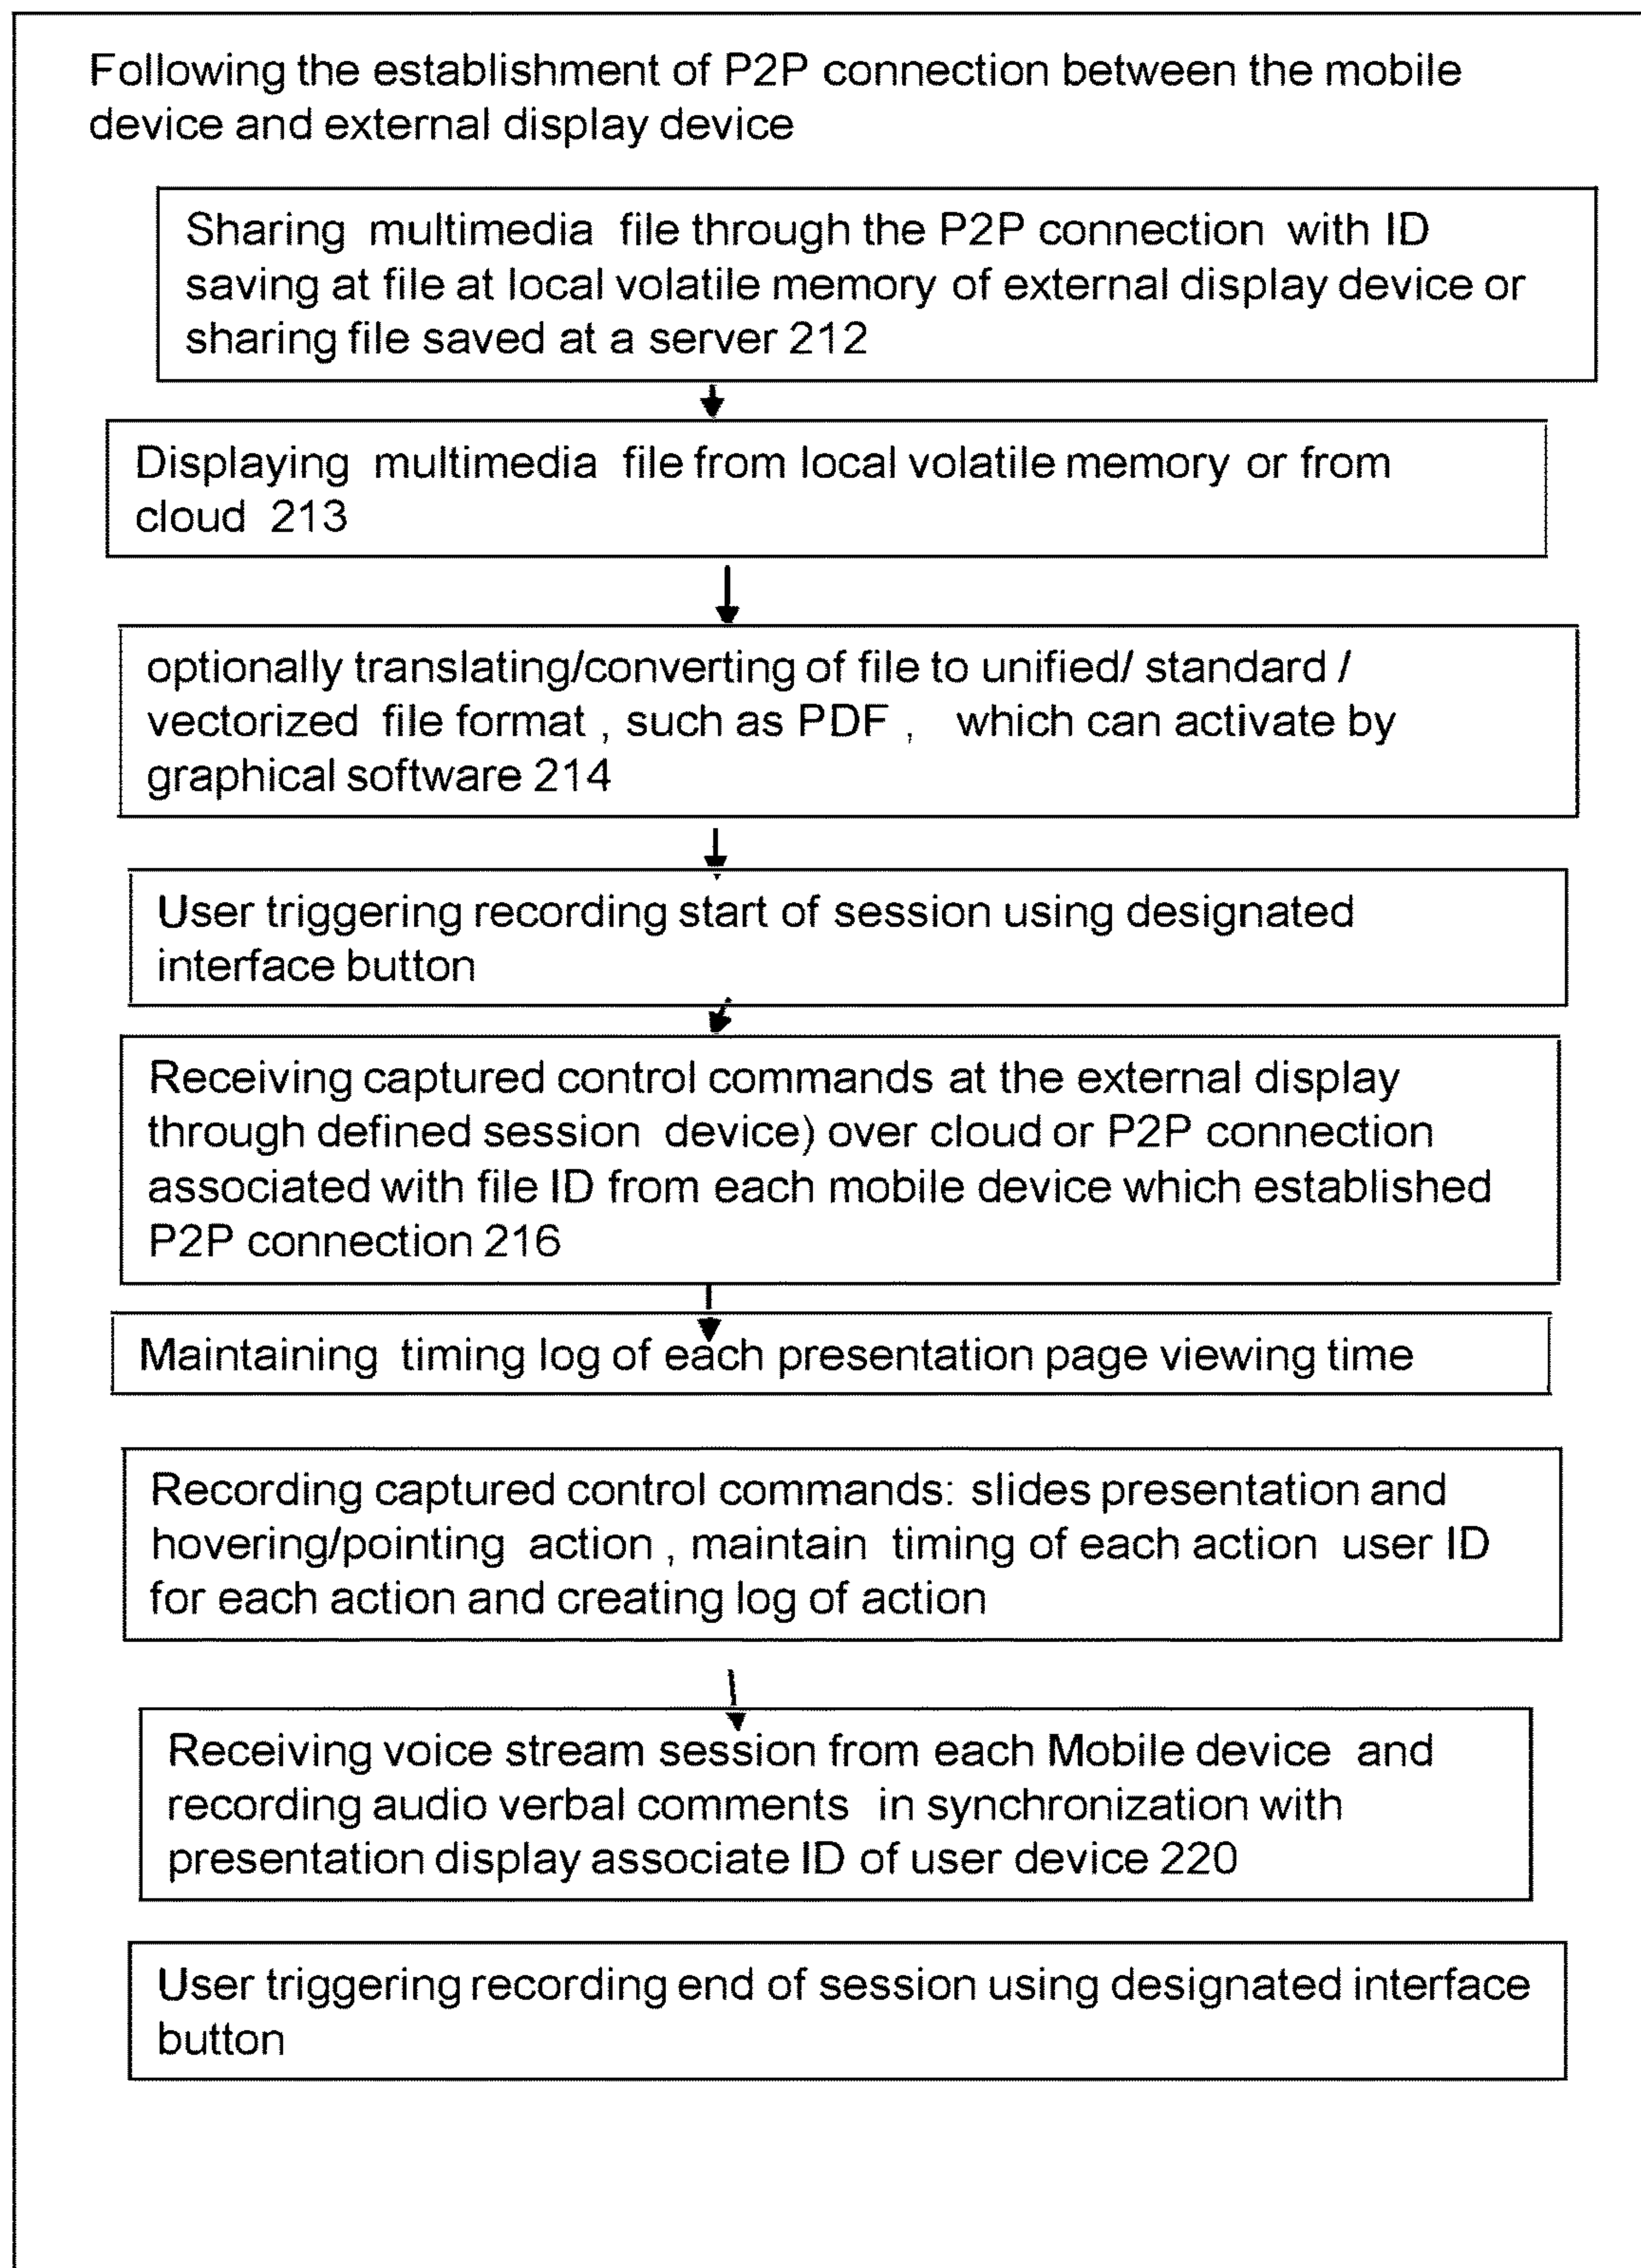 Following the establishment of P2P connection between the mobile
device and external display device
Sharing multimedia file through the P2P connection with ID
saving at file at local volatile memory of external display device or
sharing file saved at a server 212
Displaying multimedia file from local volatile memory or from
cloud 213
optionally translating/converting of file to unified/ standard /
vectorized file format , such as PDF , which can activate by
graphical software 214
User triggering recording start of session using designated
interface button
Receiving captured control commands at the external display
through defined session device) over cloud or P2P connection
associated with file ID from each mobile device which established
P2P connection 216
Maintaining timing log of each presentation page viewing time
Recording captured control commands: slides presentation and
hovering/pointing action , maintain timing of each action user ID
for each action and creating log of action
Receiving voice stream session from each Mobile device and
recording audio verbal comments in synchronization with
presentation display associate ID of user device 220
User triggering recording end of session using designated interface
button